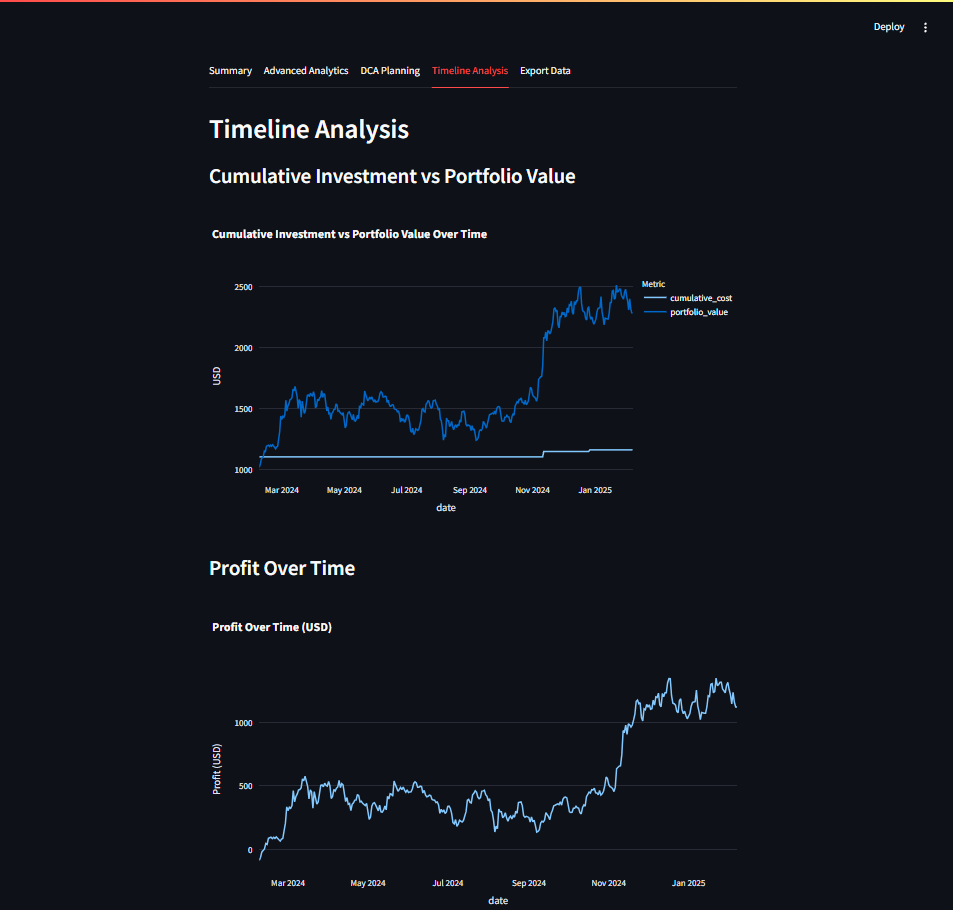 Deploy
Summary Advanced Analytics DCA Planning Timeline Analysis Export Data
Timeline Analysis
Cumulative Investment vs Portfolio Value
Cumulative Investment vs Portfolio Value Over Time
Metric
cumulative_cost
portfolio_value
2500
2000
1500
1000
USD
Mar 2024 May 2024 Jul 2024 Sep 2024 Nov 2024 Jan 2025
date
Profit Over Time
Profit Over Time (USD)
1000
500
0
Profit (USD)
Mar 2024 May 2024 Jul 2024 Sep 2024 Nov 2024 Jan 2025
date